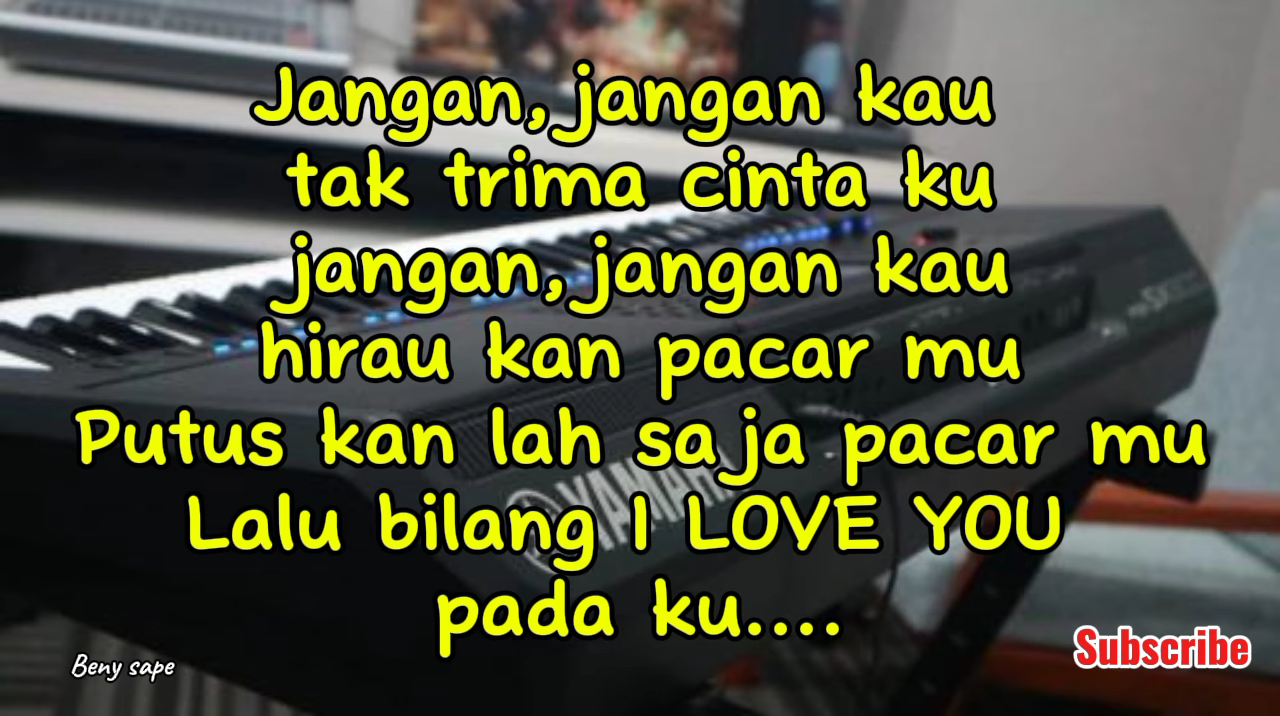 Jangan,jangan kau
tak trima cinta ku
jangan,jangan kau
hirau kan pacar mu
Putus kan lah saja pacar mu
Lalu bilang I LOVE YOU
pada ku....
YAMAHA
Beny sape
Subscribe